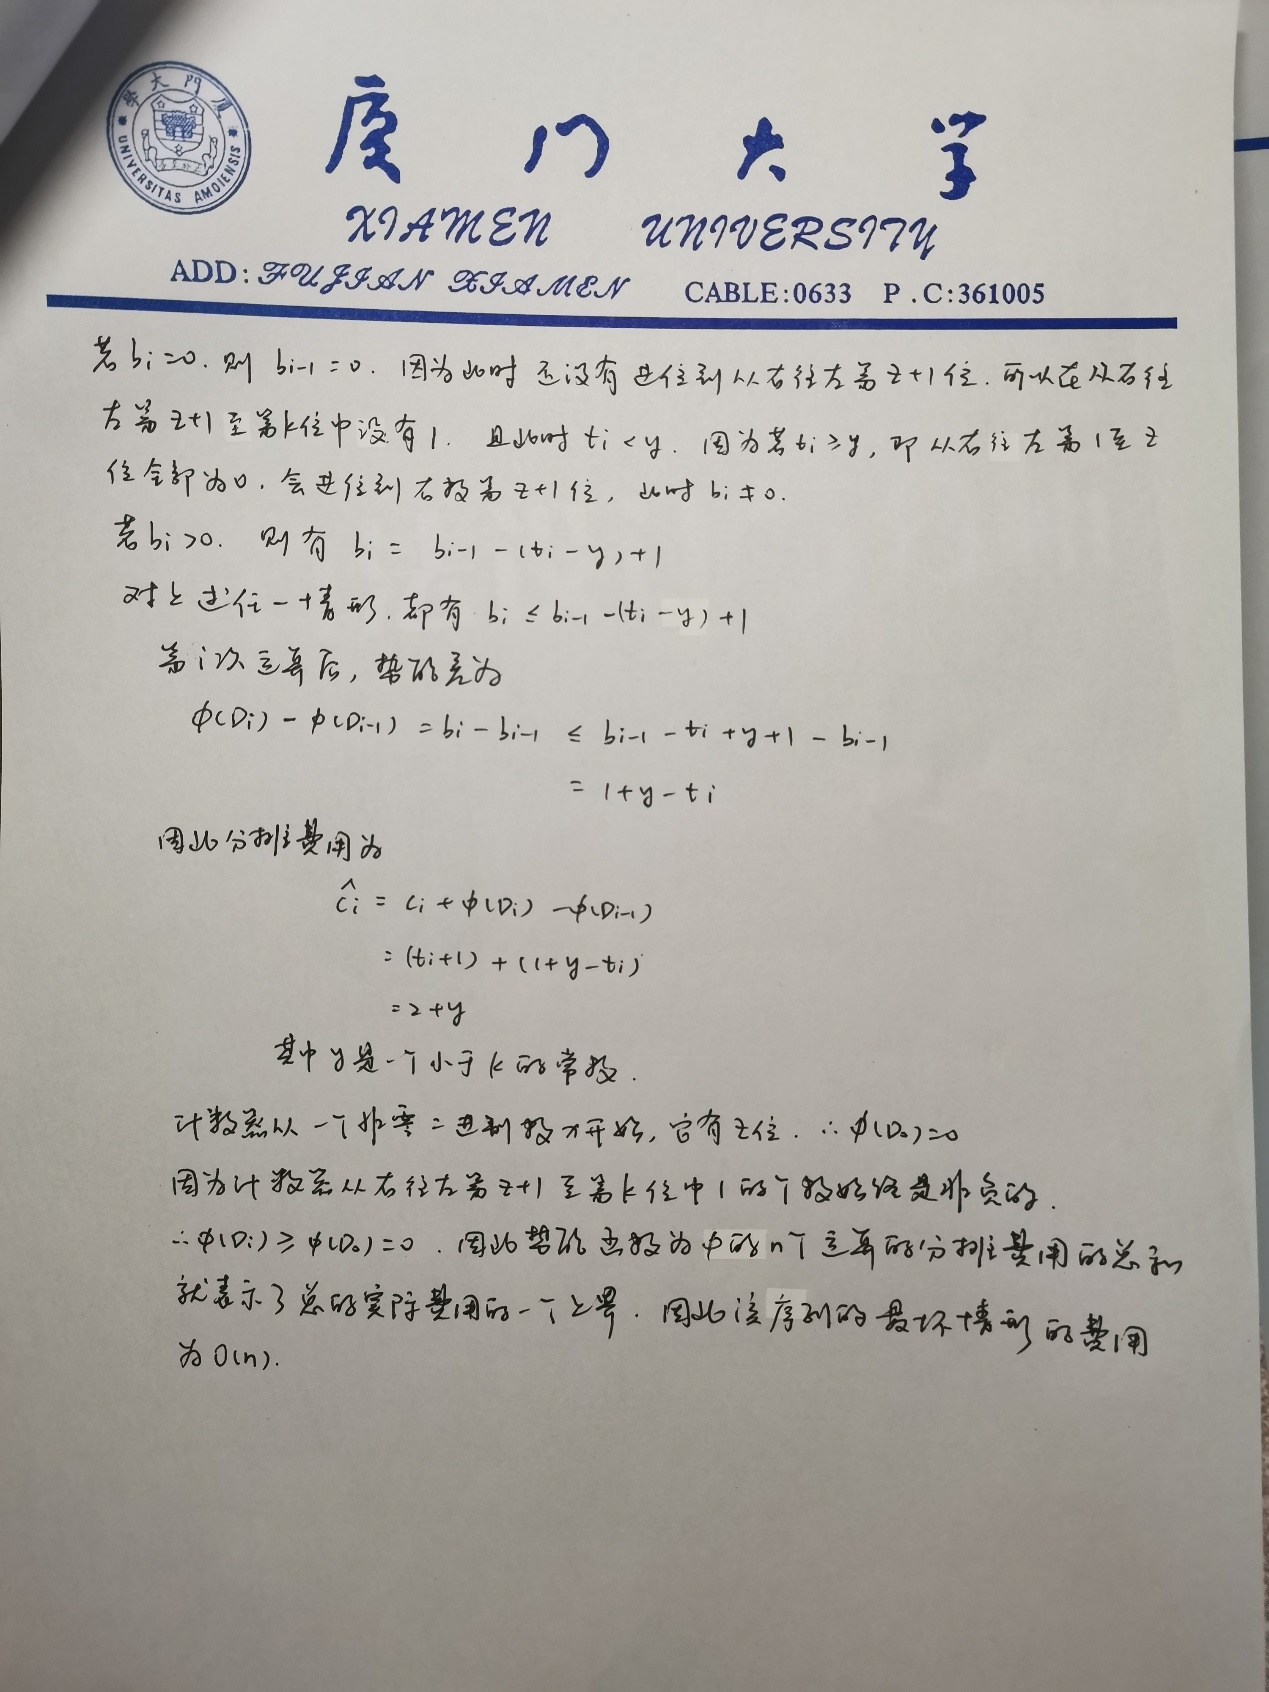 厦门大学
UNIVERSITAS AMOIENSIS
厦门大学
XIAMEN UNIVERSITY
ADD: FUJIAN XIAMEN CABLE:0633 P.C:361005
若bi=0.则 bi-1=0. 因为此时还没有进位到从右往左第z+1位.所以在从右往
左第z+1至第k位中没有1. 且此时 ti<y. 因为若ti≥y,即从右往左第1至z
位全部为0.会进位到右数第z+1位,此时bi≠0.
若bi>0. 则有 bi = bi-1-(ti-y)+1
对上述任一情形.都有 bi ≤ bi-1-(ti-y)+1
第i次运算后,势的差为
ϕ(Di) - ϕ(Di-1) = bi-bi-1 ≤ bi-1-ti+y+1-bi-1
= 1+y-ti
因此分摊费用为
ĉi = ci+ϕ(Di)-ϕ(Di-1)
=(ti+1)+(1+y-ti)
=2+y
其中y是一个小于k的常数.
计数器从一个非零二进制数才开始,它有z位.∴ϕ(D0)=0
因为计数器从右往左第z+1至第k位中1的个数始终是非负的.
∴ϕ(Di)≥ϕ(D0)=0.因此势的函数为ϕ的n个运算的分摊费用的总和
就表示了总的实际费用的一个上界.因此该序列的最坏情形的费用
为O(n).